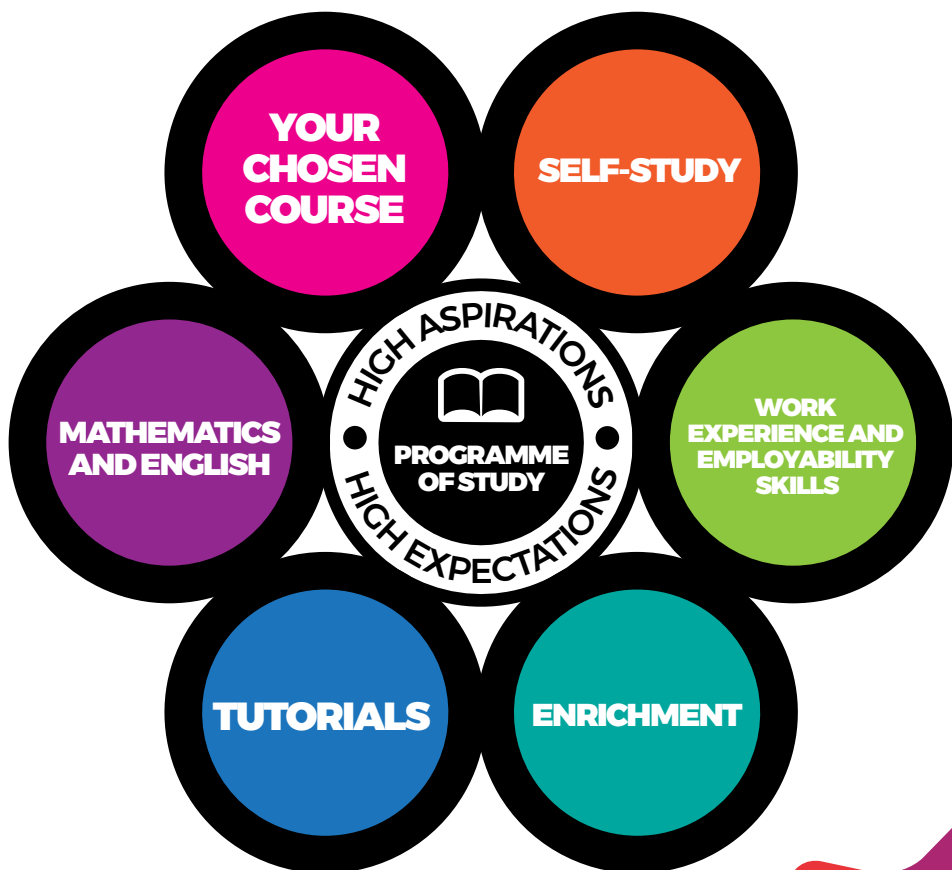 YOUR
CHOSEN
COURSE
SELF-STUDY
HIGH ASPIRATIONS
MATHEMATICS
AND ENGLISH
PROGRAMME
OF STUDY
WORK
EXPERIENCE AND
EMPLOYABILITY
SKILLS
HIGH EXPECTATIONS
TUTORIALS
ENRICHMENT